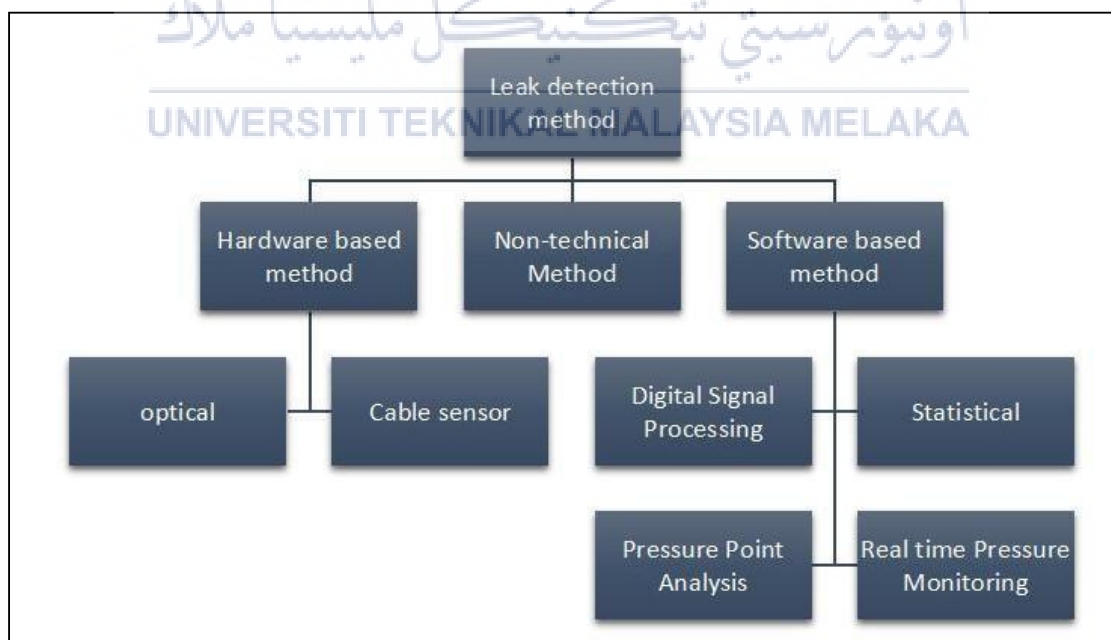 اونيۏرسيتي تيكنيكل مليسيا ملاك
UNIVERSITI TEKNIKAL MALAYSIA MELAKA
Leak detection
method
Hardware based
method
Non-technical
Method
Software based
method
optical
Cable sensor
Digital Signal
Processing
Statistical
Pressure Point
Analysis
Real time Pressure
Monitoring